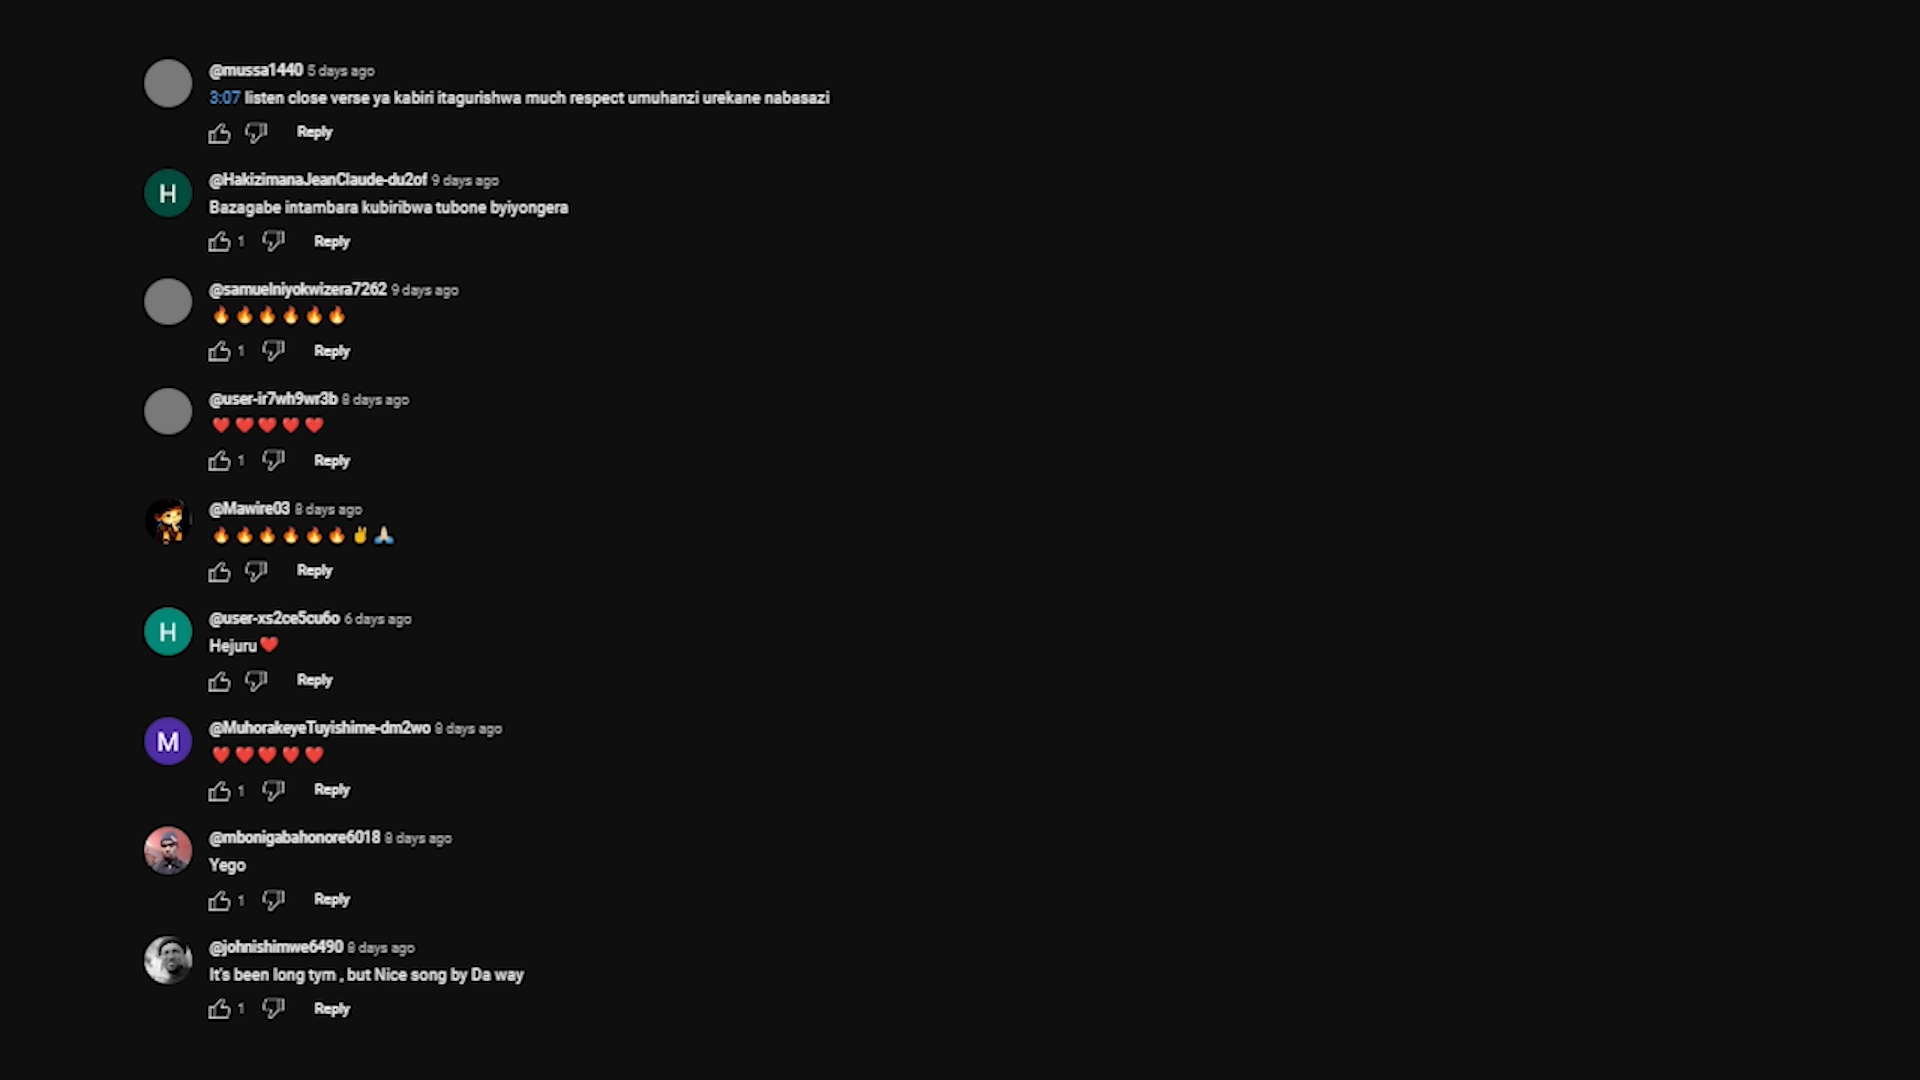 @mussa1440 5 days ago
3:07 listen close verse ya kabiri itagurishwa much respect umuhanzi urekane nabasazi
Reply
H
@HakizimanaJeanClaude-du2of 9 days ago
Bazagabe intambara kubiribwa tubone byiyongera
1 Reply
@samuelniyokwizera7262 9 days ago
🔥🔥🔥🔥🔥🔥
1 Reply
@user-ir7wh9wr3b 8 days ago
❤️❤️❤️❤️❤️
1 Reply
@Mawire03 8 days ago
🔥🔥🔥🔥🔥🔥✌️🙏🏻
Reply
H
@user-xs2ce5cu6o 6 days ago
Hejuru❤️
Reply
M
@MuhorakeyeTuyishime-dm2wo 8 days ago
❤️❤️❤️❤️❤️
1 Reply
@mbonigabahonore6018 8 days ago
Yego
1 Reply
@johnishimwe6490 8 days ago
It's been long tym , but Nice song by Da way
1 Reply